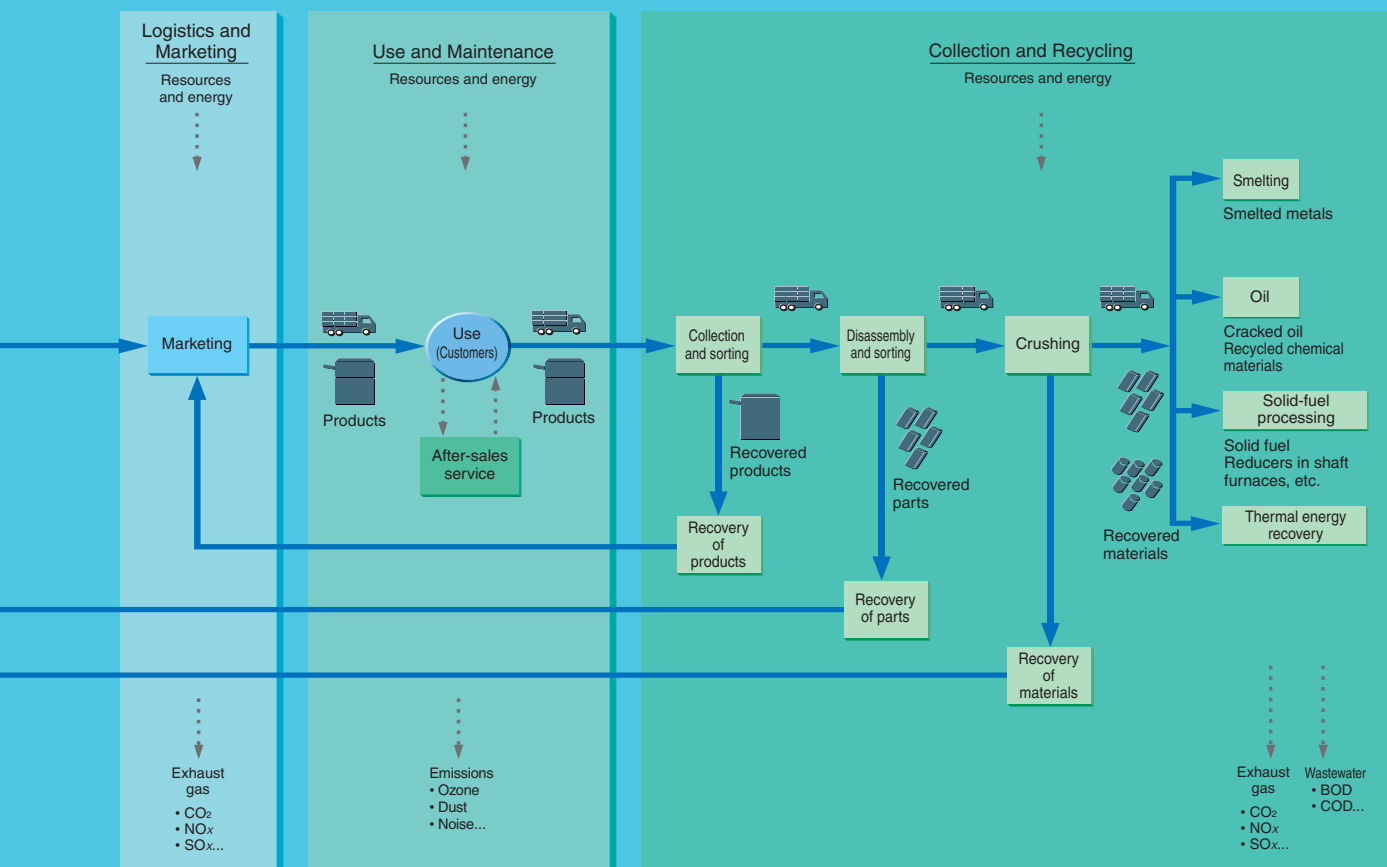 Logistics and
Marketing
Resources
and energy
Use and Maintenance
Resources and energy
Collection and Recycling
Resources and energy
Marketing
Products
Use
(Customers)
Products
After-sales
service
Collection
and sorting
Recovered
products
Recovery
of
products
Disassembly
and sorting
Recovered
parts
Recovery
of parts
Crushing
Recovery
of
materials
Recovered
materials
Smelting
Smelted metals
Oil
Cracked oil
Recycled chemical
materials
Solid-fuel
processing
Solid fuel
Reducers in shaft
furnaces, etc.
Thermal energy
recovery
Exhaust
gas
• CO2
• NOx
• SOx...
Emissions
• Ozone
• Dust
• Noise...
Exhaust
gas
• CO2
• NOx
• SOx...
Wastewater
• BOD
• COD...